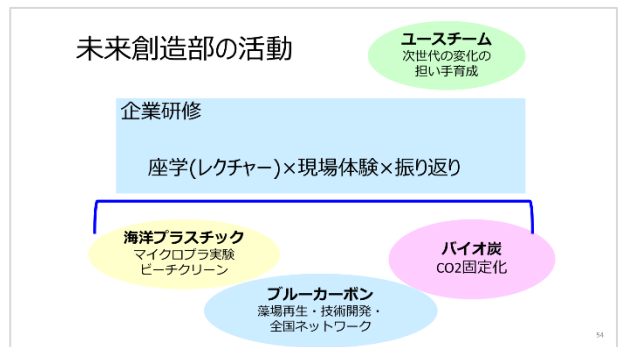 未来創造部の活動
ユースチーム
次世代の変化の
担い手育成
企業研修
座学(レクチャー)×現場体験×振り返り
海洋プラスチック
マイクロプラ実験
ビーチクリーン
バイオ炭
CO2固定化
ブルーカーボン
藻場再生・技術開発・
全国ネットワーク
54